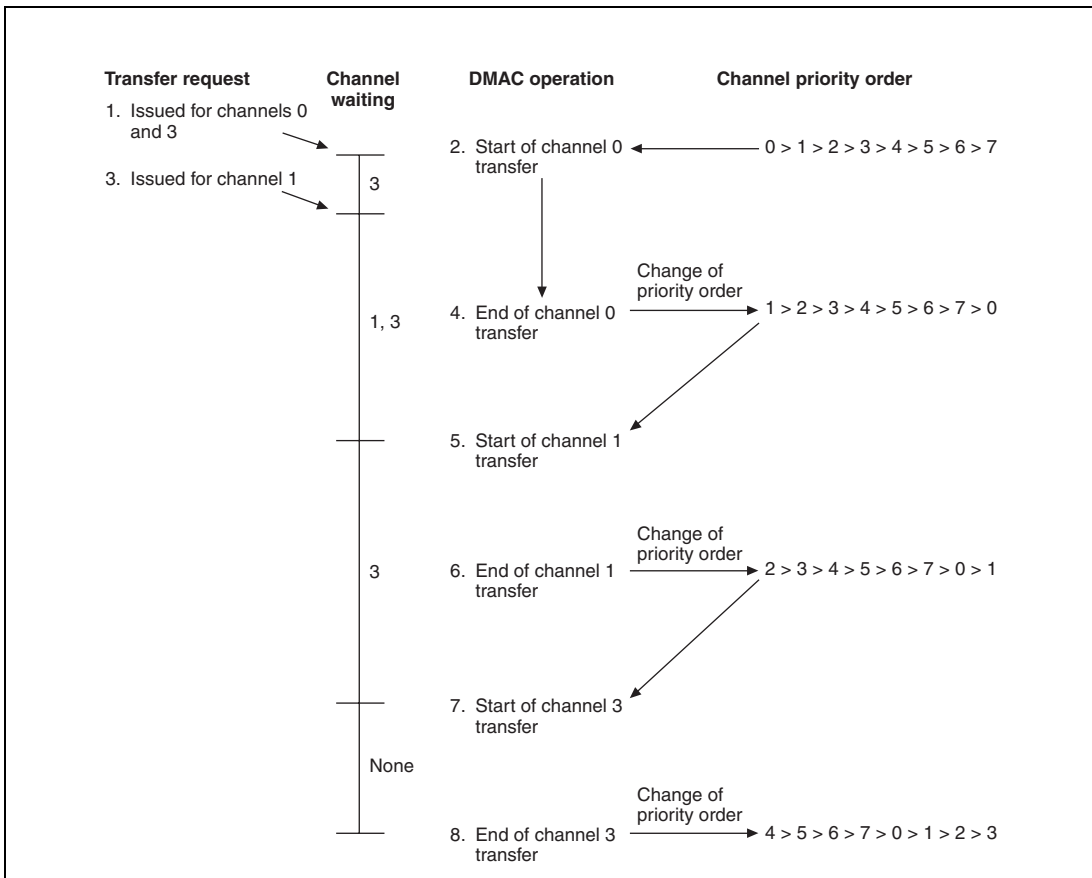 Transfer request
Channel
waiting
DMAC operation
Channel priority order
1. Issued for channels 0
and 3
2. Start of channel 0
transfer
0 > 1 > 2 > 3 > 4 > 5 > 6 > 7
3. Issued for channel 1
3
Change of
priority order
4. End of channel 0
transfer
1 > 2 > 3 > 4 > 5 > 6 > 7 > 0
1, 3
5. Start of channel 1
transfer
Change of
priority order
3
6. End of channel 1
transfer
2 > 3 > 4 > 5 > 6 > 7 > 0 > 1
7. Start of channel 3
transfer
None
Change of
priority order
8. End of channel 3
transfer
4 > 5 > 6 > 7 > 0 > 1 > 2 > 3